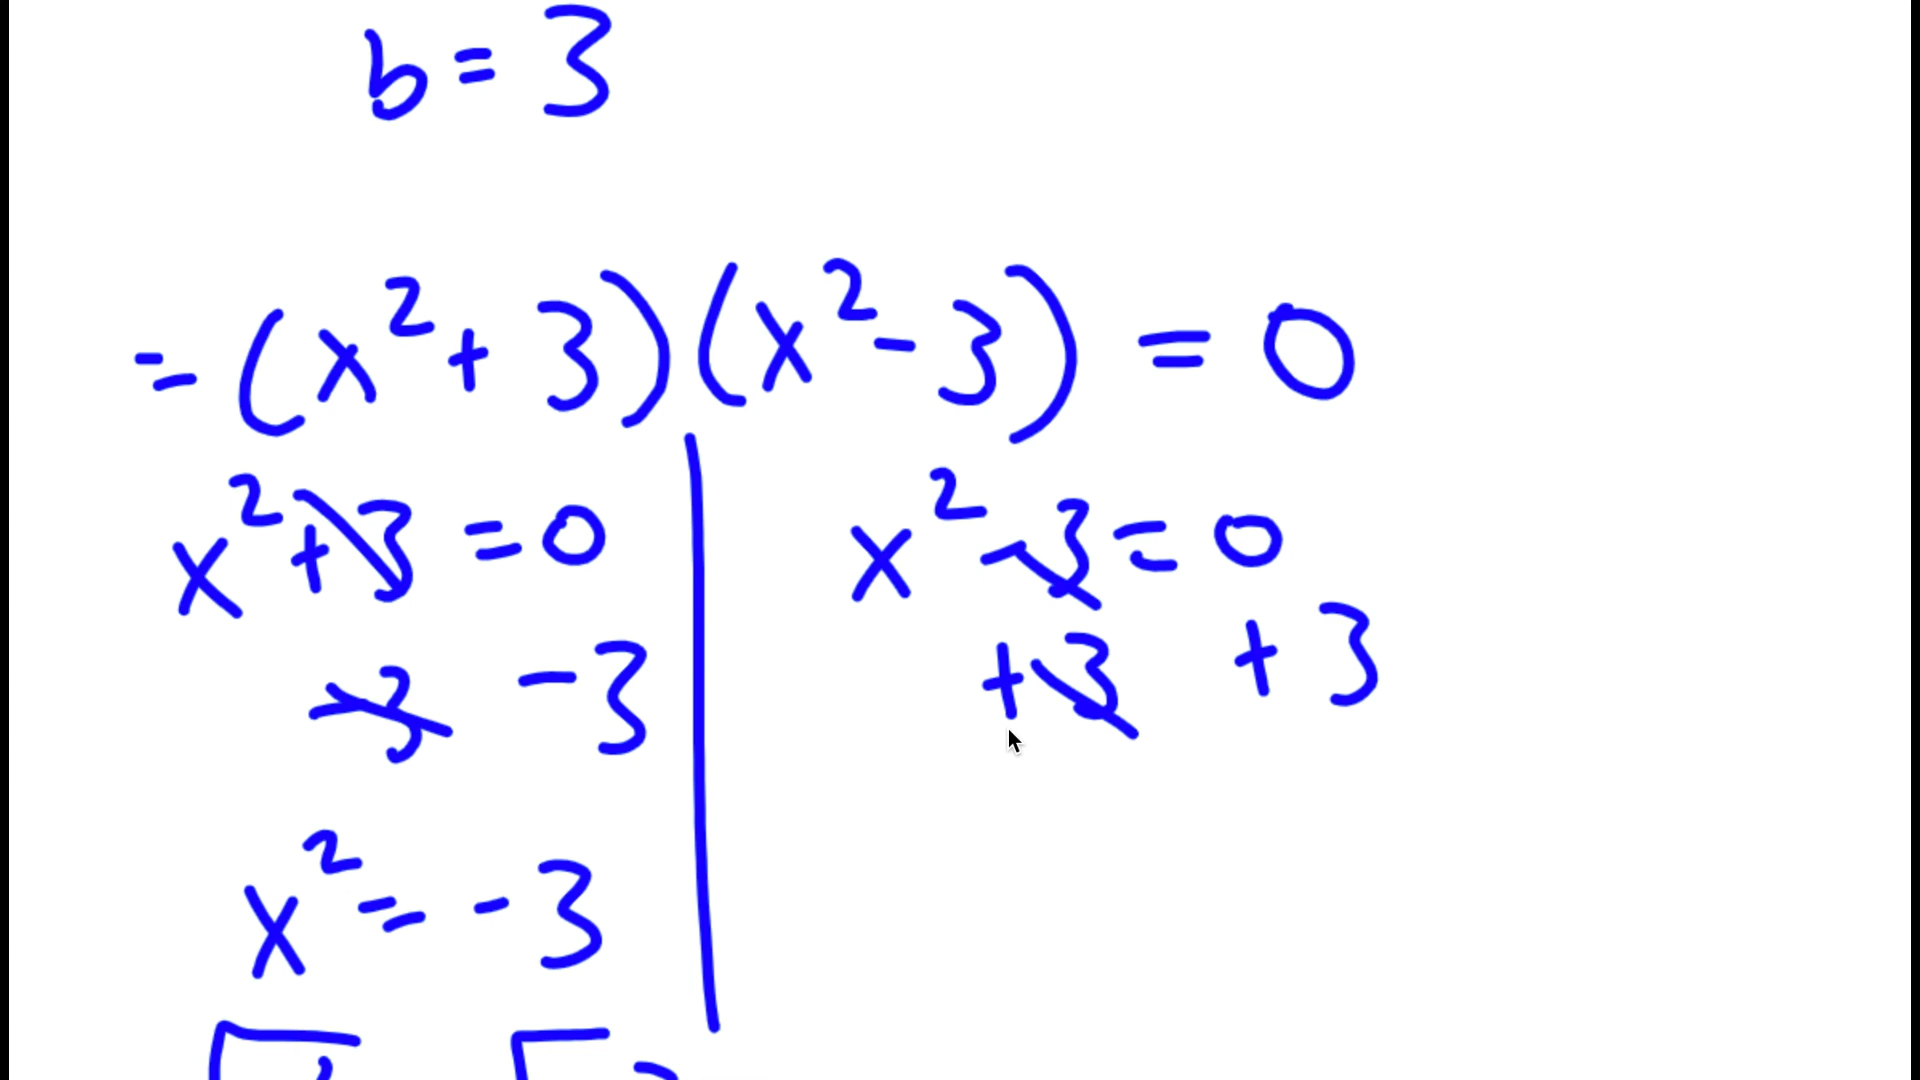 b = 3
= (x² + 3)(x² - 3) = 0
x² + 3 = 0
-3 -3
x² = -3
x² - 3 = 0
+3 +3